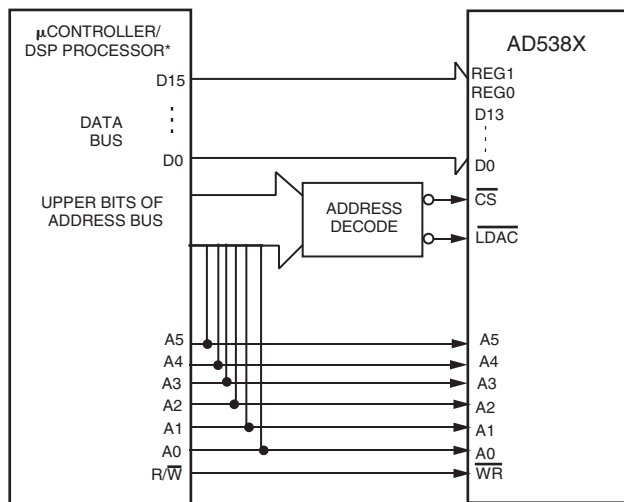 µCONTROLLER/
DSP PROCESSOR*
AD538X
D15
REG1
REG0
D13
DATA
BUS
D0
D0
UPPER BITS OF
ADDRESS BUS
ADDRESS
DECODE
CS
LDAC
A5
A5
A4
A4
A3
A3
A2
A2
A1
A1
A0
A0
R/W
WR